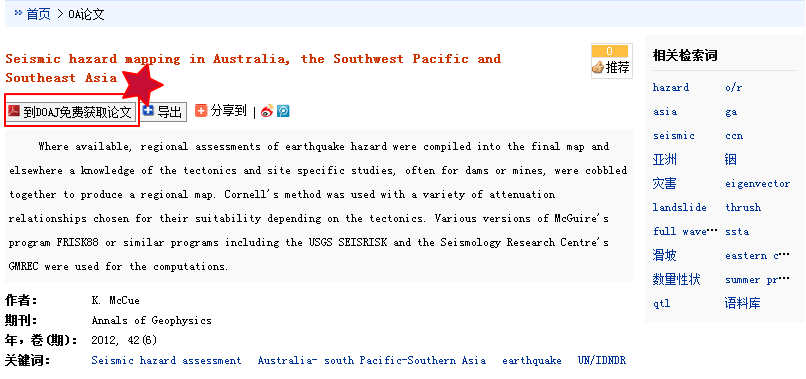 首页 > OA论文
Seismic hazard mapping in Australia, the Southwest Pacific and
Southeast Asia
0
推荐
到DOAJ免费获取论文 导出 分享到 |
Where available, regional assessments of earthquake hazard were compiled into the final map and
elsewhere a knowledge of the tectonics and site specific studies, often for dams or mines, were cobbled
together to produce a regional map. Cornell's method was used with a variety of attenuation
relationships chosen for their suitability depending on the tectonics. Various versions of McGuire's
program FRISK88 or similar programs including the USGS SEISRISK and the Seismology Research Centre's
GMREC were used for the computations.
作者: K. McCue
期刊: Annals of Geophysics
年,卷(期): 2012, 42(6)
关键词: Seismic hazard assessment Australia- south Pacific-Southern Asia earthquake UN/IDNDR
相关检索词
hazard o/r
asia ga
seismic ccn
亚洲 铟
灾害 eigenvector
landslide thrush
full wave… ssta
滑坡 eastern c…
数量性状 summer pr…
qtl 语料库